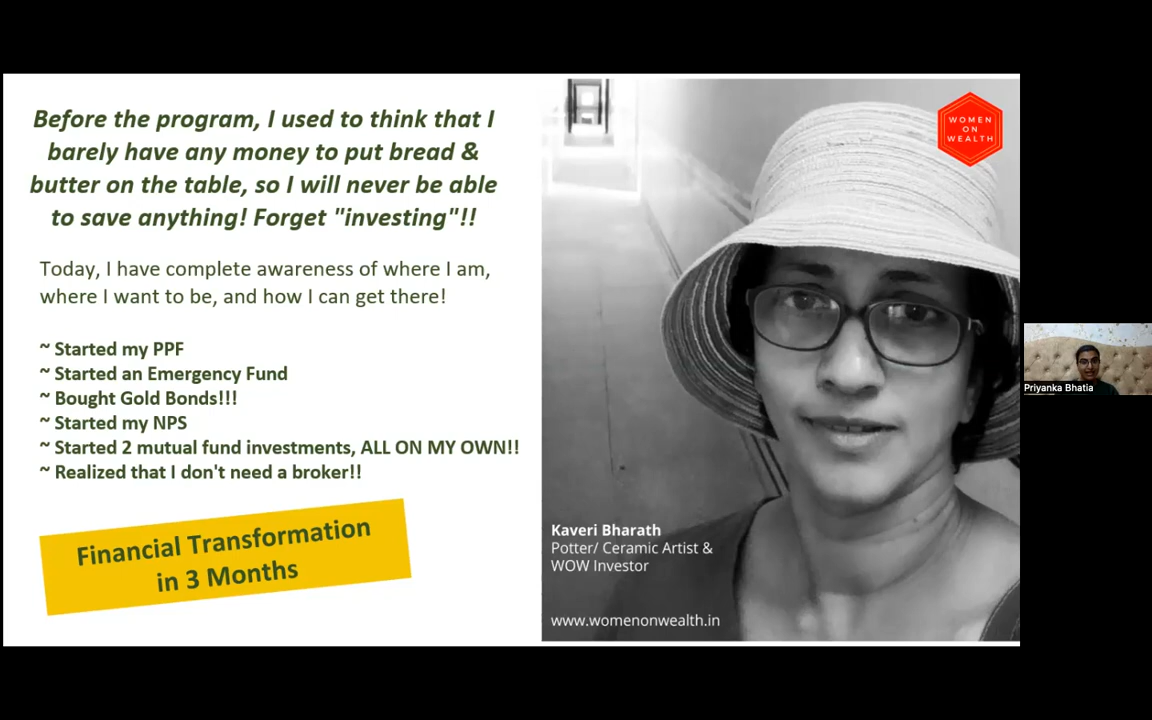 Before the program, I used to think that I
barely have any money to put bread &
butter on the table, so I will never be able
to save anything! Forget "investing"!!
Today, I have complete awareness of where I am,
where I want to be, and how I can get there!
~ Started my PPF
~ Started an Emergency Fund
~ Bought Gold Bonds!!!
~ Started my NPS
~ Started 2 mutual fund investments, ALL ON MY OWN!!
~ Realized that I don't need a broker!!
Financial Transformation
in 3 Months
WOMEN
ON
WEALTH
Kaveri Bharath
Potter/ Ceramic Artist &
WOW Investor
www.womenonwealth.in
Priyanka Bhatia